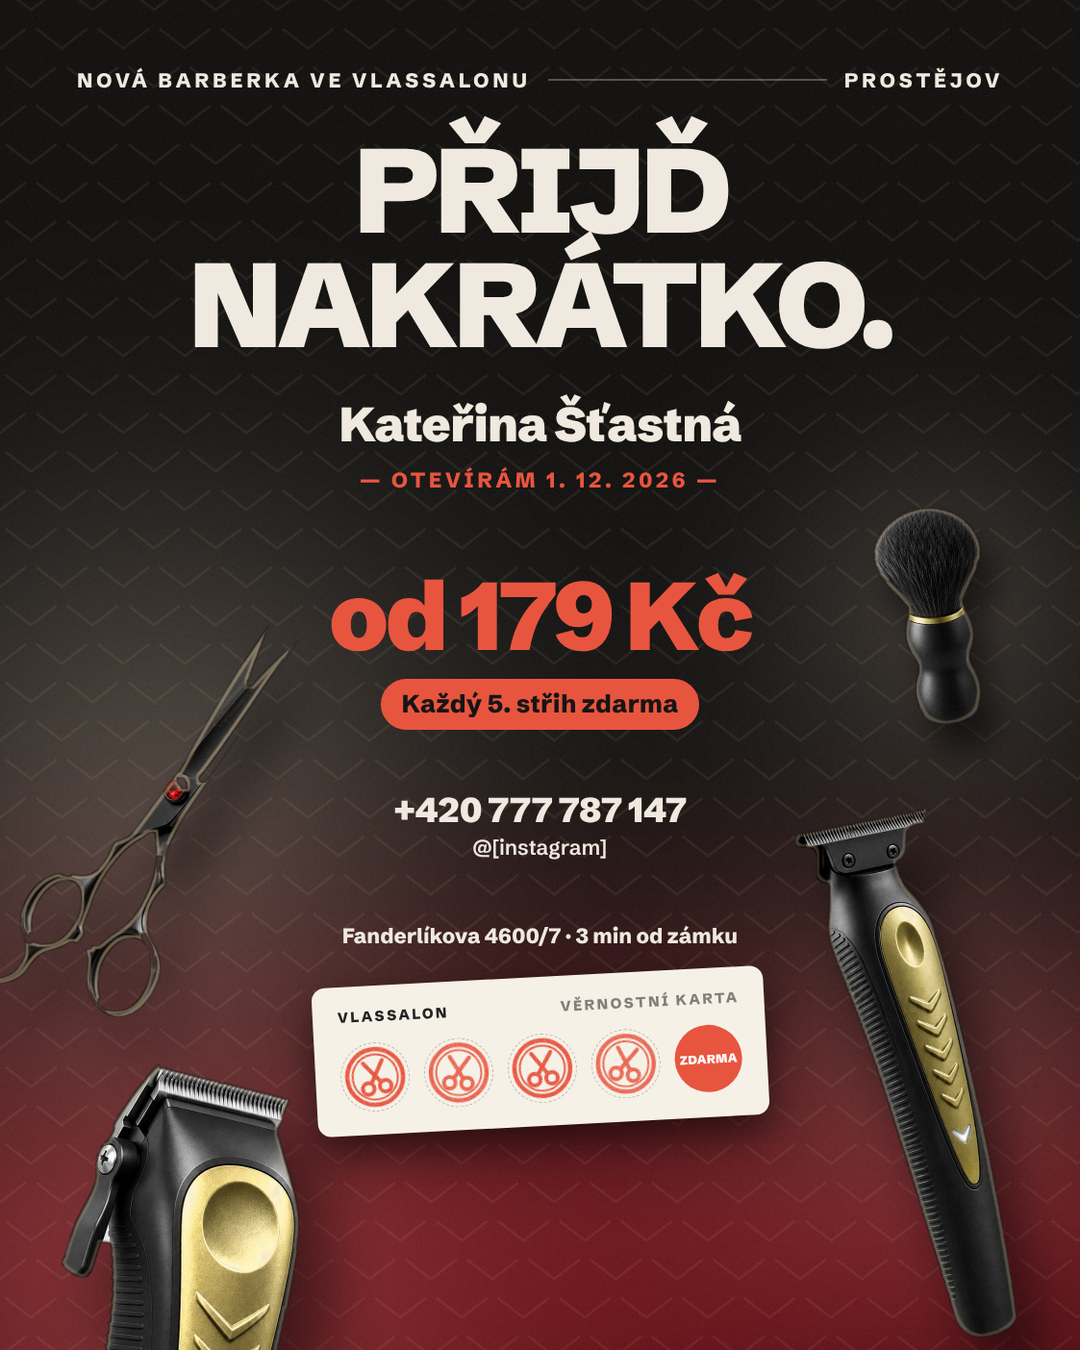 NOVÁ BARBERKA VE VLASSALONU
PROSTĚJOV
PŘIJĎ
NAKRÁTKO.
Kateřina Šťastná
— OTEVÍRÁM 1. 12. 2026 —
od 179 Kč
Každý 5. střih zdarma
+420 777 787 147
@[instagram]
Fanderlíkova 4600/7 · 3 min od zámku
VLASSALON
VĚRNOSTNÍ KARTA
ZDARMA